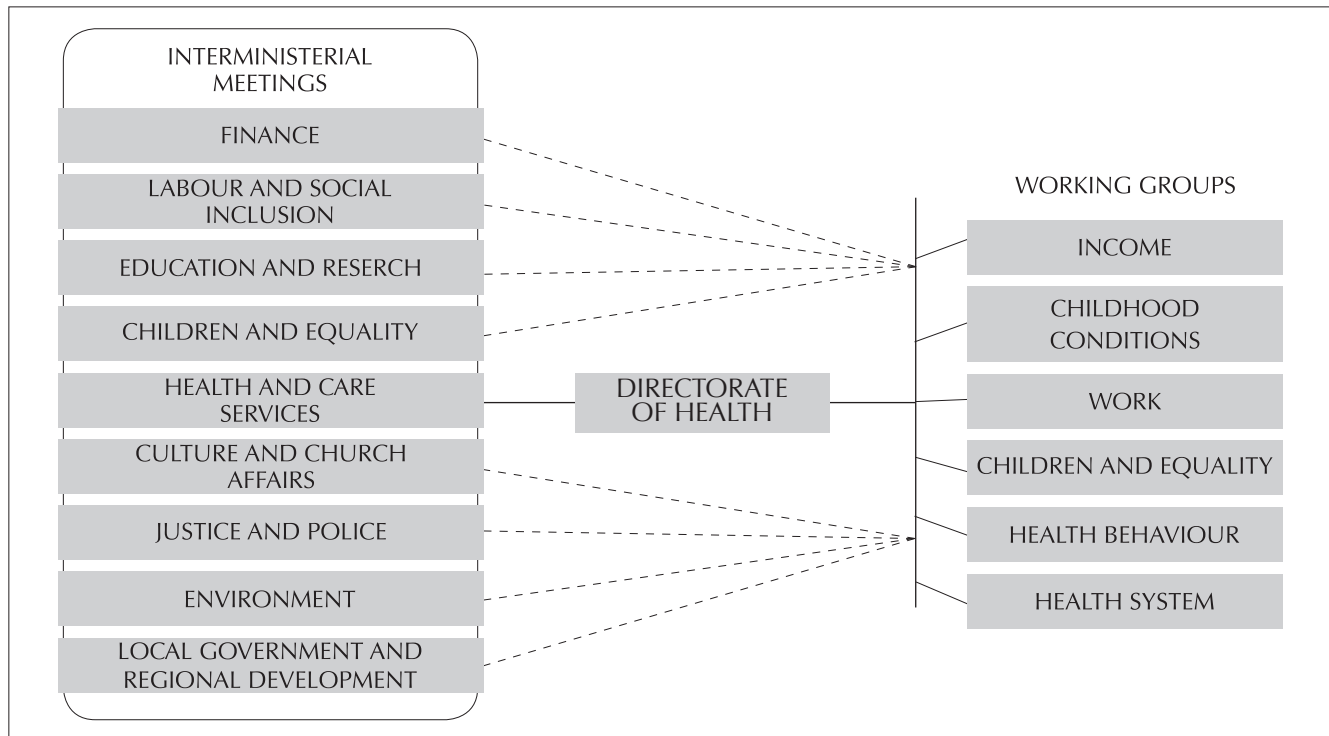 INTERMINISTERIAL
MEETINGS
FINANCE
LABOUR AND SOCIAL
INCLUSION
EDUCATION AND RESERCH
CHILDREN AND EQUALITY
HEALTH AND CARE
SERVICES
CULTURE AND CHURCH
AFFAIRS
JUSTICE AND POLICE
ENVIRONMENT
LOCAL GOVERNMENT AND
REGIONAL DEVELOPMENT
DIRECTORATE
OF HEALTH
WORKING GROUPS
INCOME
CHILDHOOD
CONDITIONS
WORK
CHILDREN AND EQUALITY
HEALTH BEHAVIOUR
HEALTH SYSTEM